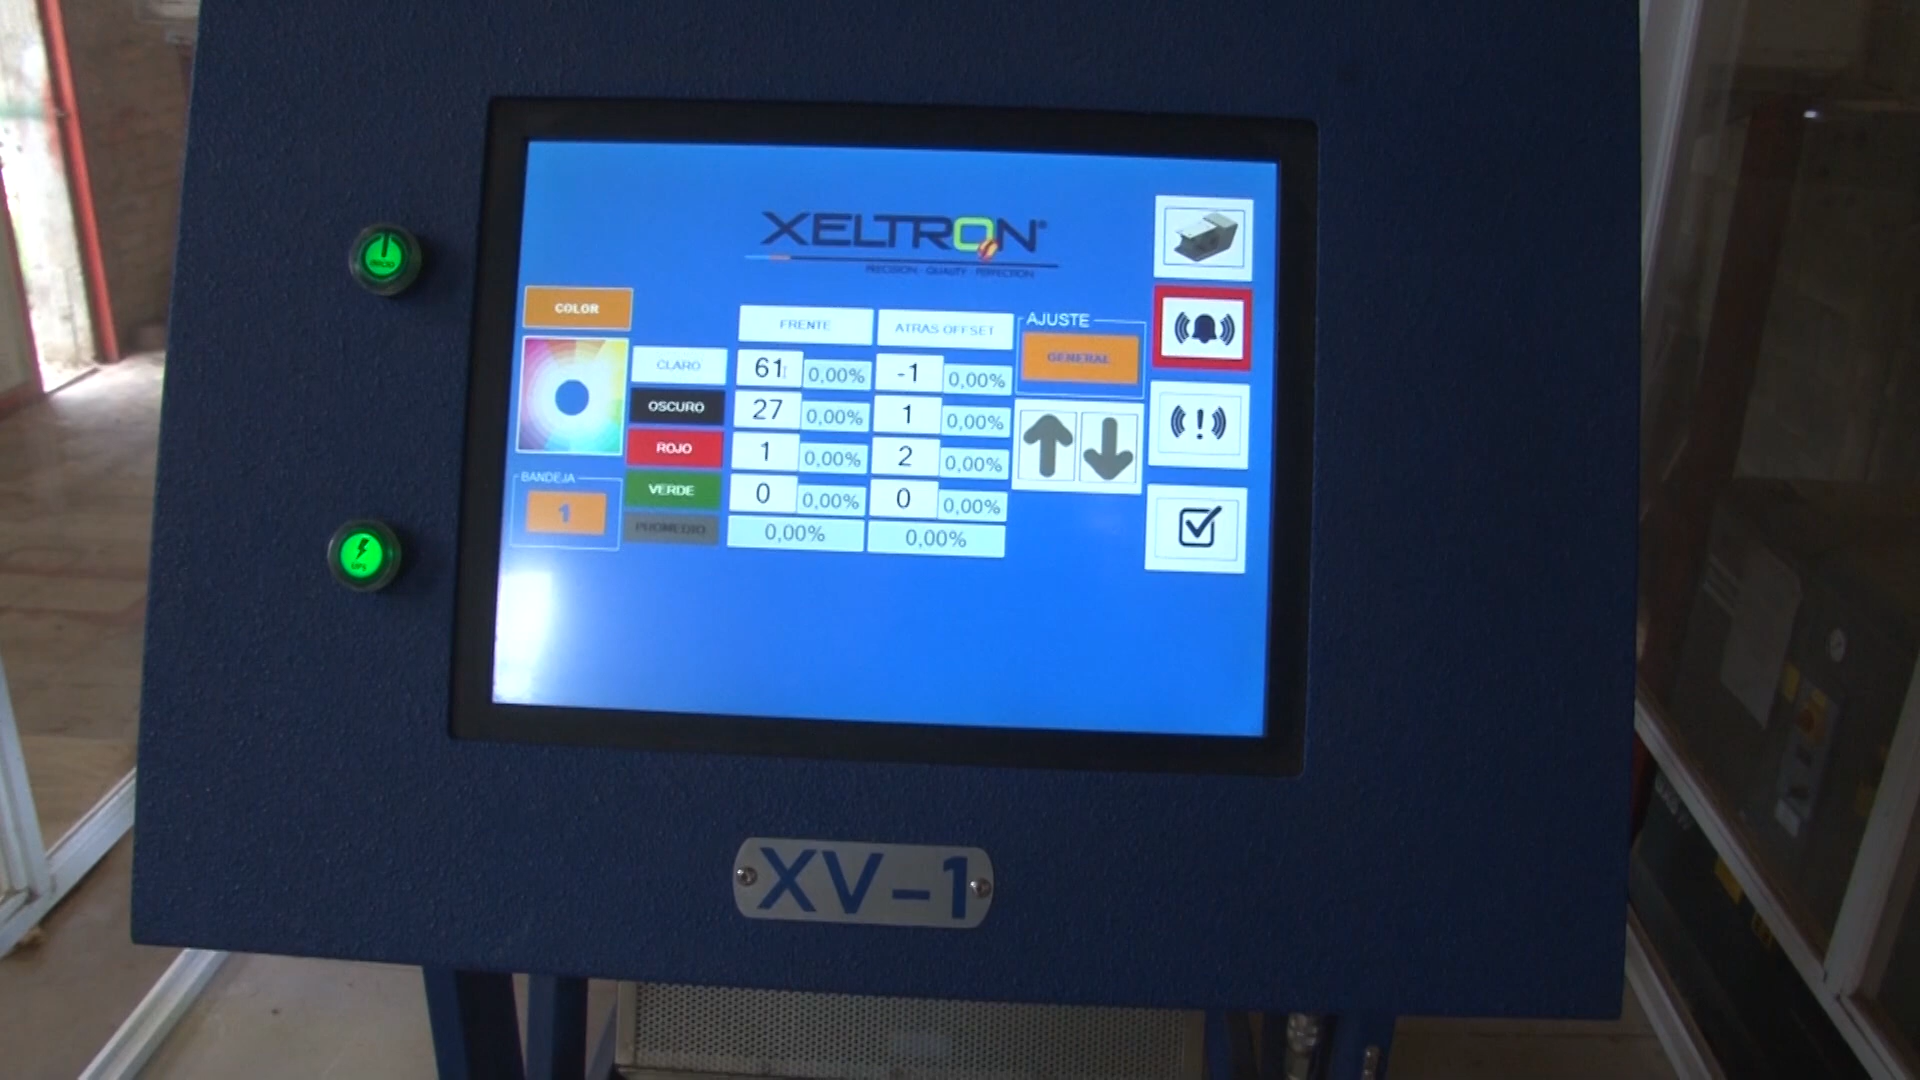 XELTRON®
PRECISION · QUALITY · PERFECTION
INICIO
COLOR
FRENTE
ATRAS OFFSET
AJUSTE
GENERAL
CLARO 61 0,00% -1 0,00%
OSCURO 27 0,00% 1 0,00%
ROJO 1 0,00% 2 0,00%
VERDE 0 0,00% 0 0,00%
PROMEDIO 0,00% 0,00%
BANDEJA
1
UPS
XV-1